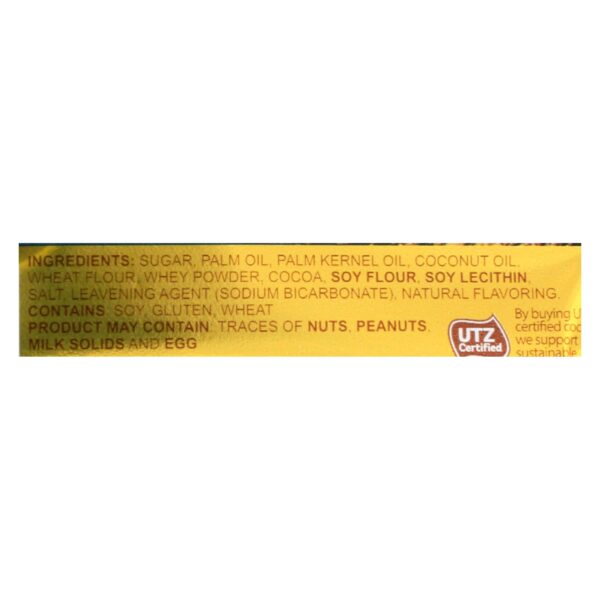 INGREDIENTS: SUGAR, PALM OIL, PALM KERNEL OIL, COCONUT OIL,
WHEAT FLOUR, WHEY POWDER, COCOA, SOY FLOUR, SOY LECITHIN,
SALT, LEAVENING AGENT (SODIUM BICARBONATE), NATURAL FLAVORING.
CONTAINS: SOY, GLUTEN, WHEAT
PRODUCT MAY CONTAIN: TRACES OF NUTS, PEANUTS,
MILK SOLIDS AND EGG
UTZ
Certified
By buying U
certified coc
we support
sustainable